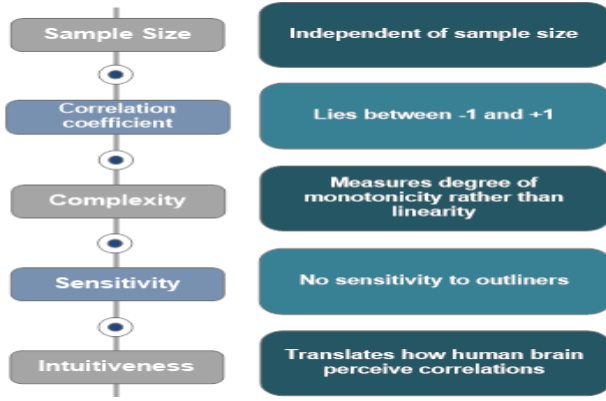 Sample Size
Independent of sample size
Correlation
coefficient
Lies between -1 and +1
Complexity
Measures degree of
monotonicity rather than
linearity
Sensitivity
No sensitivity to outliners
Intuitiveness
Translates how human brain
perceive correlations